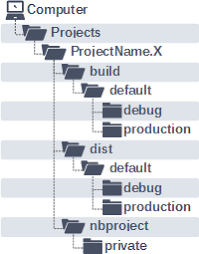 Computer
Projects
ProjectName.X
build
default
debug
production
dist
default
debug
production
nbproject
private